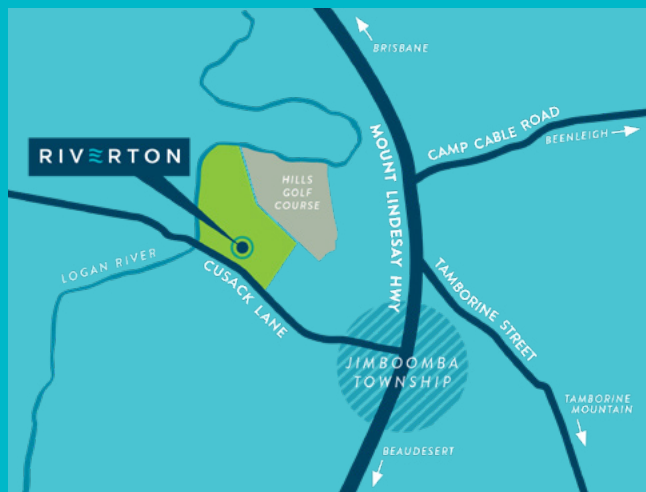 BRISBANE
CAMP CABLE ROAD
BEENLEIGH
MOUNT LINDESAY HWY
RIVERTON
HILLS
GOLF
COURSE
LOGAN RIVER
CUSACK LANE
TAMBORINE STREET
JIMBOOMBA
TOWNSHIP
TAMBORINE
MOUNTAIN
BEAUDESERT